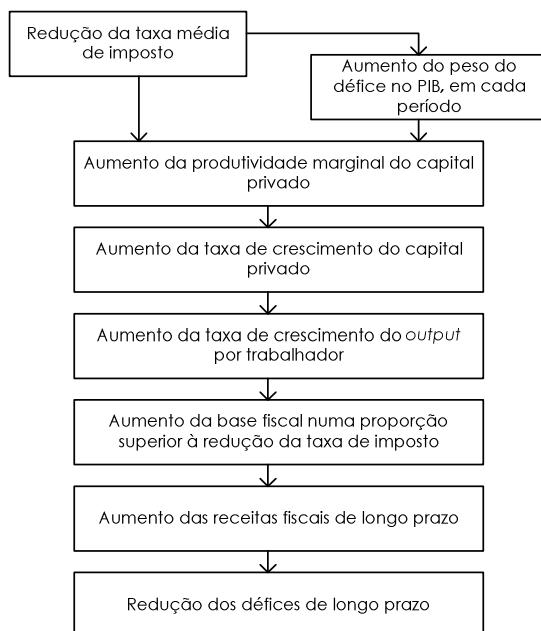 Redução da taxa média
de imposto
Aumento do peso do
défice no PIB, em cada
período
Aumento da produtividade marginal do capital
privado
Aumento da taxa de crescimento do capital
privado
Aumento da taxa de crescimento do output
por trabalhador
Aumento da base fiscal numa proporção
superior à redução da taxa de imposto
Aumento das receitas fiscais de longo prazo
Redução dos défices de longo prazo